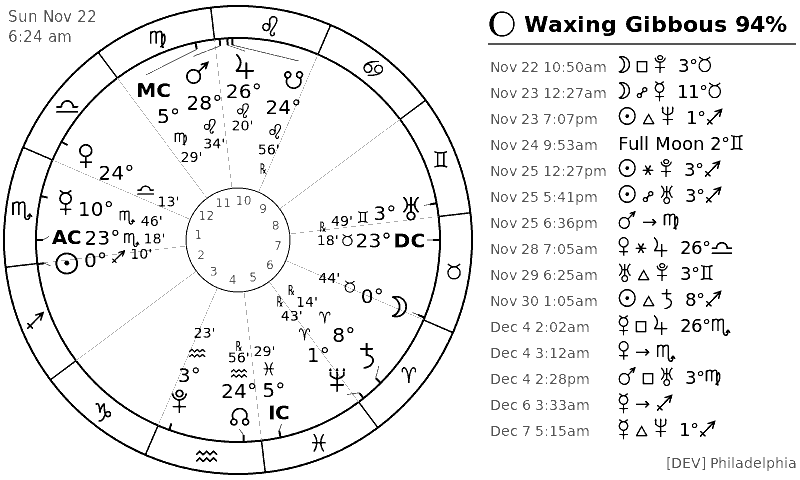 Sun Nov 22
6:24 am
MC
5° ♍ 29'
♂ 28° ♌ 34'
♃ 26° ♌ 20'
☋ 24° ♌ 56' ℞
♀ 24° ♎ 13'
☿ 10° ♏ 46'
AC 23° ♏ 18'
☉ 0° ♐ 10'
℞ 49' ♊ 3° ♅
18' ♉ 23° DC
44' ♉ 0° ☽
℞ 14' ♈ 8° ♄
℞ 43' ♈ 1° ♆
23' ♒ 3° ♇
℞ 56' ♒ 24° ☊
29' ♓ 5° IC
♈
♉
♊
♋
♌
♍
♎
♏
♐
♑
♒
♓
1
2
3
4
5
6
7
8
9
10
11
12
Waxing Gibbous 94%
Nov 22 10:50am ☽ □ ⯓ 3°♉
Nov 23 12:27am ☽ ☍ ☿ 11°♉
Nov 23 7:07pm ☉ △ ♆ 1°♐
Nov 24 9:53am Full Moon 2°♊
Nov 25 12:27pm ☉ ⚹ ⯓ 3°♐
Nov 25 5:41pm ☉ ☍ ♅ 3°♐
Nov 25 6:36pm ♂ → ♍
Nov 28 7:05am ♀ ⚹ ♃ 26°♎
Nov 29 6:25am ♅ △ ⯓ 3°♊
Nov 30 1:05am ☉ △ ♄ 8°♐
Dec 4 2:02am ☿ □ ♃ 26°♏
Dec 4 3:12am ♀ → ♏
Dec 4 2:28pm ♂ □ ♅ 3°♍
Dec 6 3:33am ☿ → ♐
Dec 7 5:15am ☿ △ ♆ 1°♐
[DEV] Philadelphia